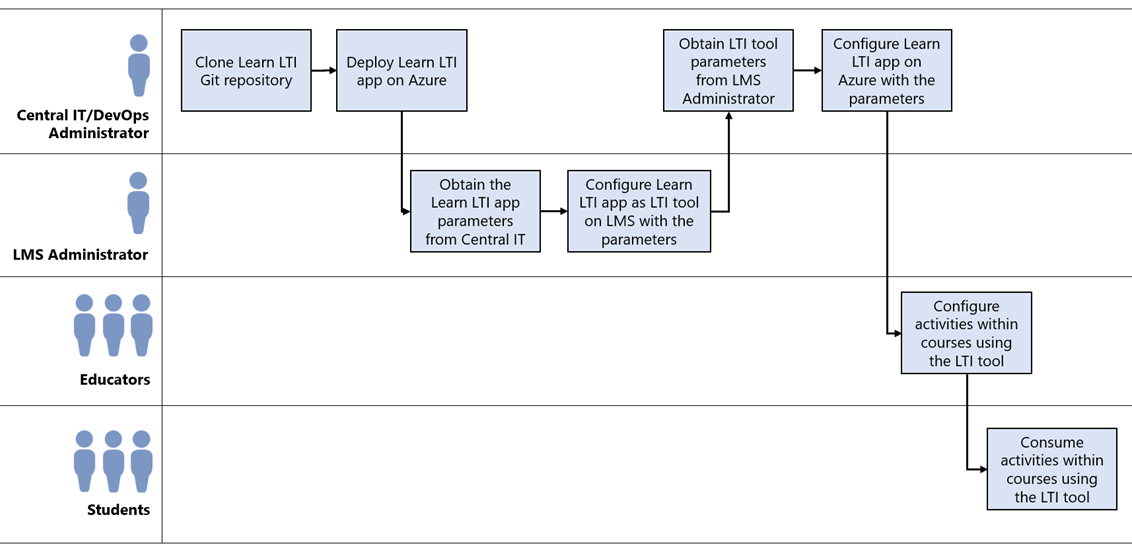 Central IT/DevOps
Administrator
Clone Learn LTI
Git repository
Deploy Learn LTI
app on Azure
Obtain LTI tool
parameters
from LMS
Administrator
Configure Learn
LTI app on
Azure with the
parameters
LMS Administrator
Obtain the
Learn LTI app
parameters
from Central IT
Configure Learn
LTI app as LTI tool
on LMS with the
parameters
Educators
Configure
activities within
courses using
the LTI tool
Students
Consume
activities within
courses using
the LTI tool